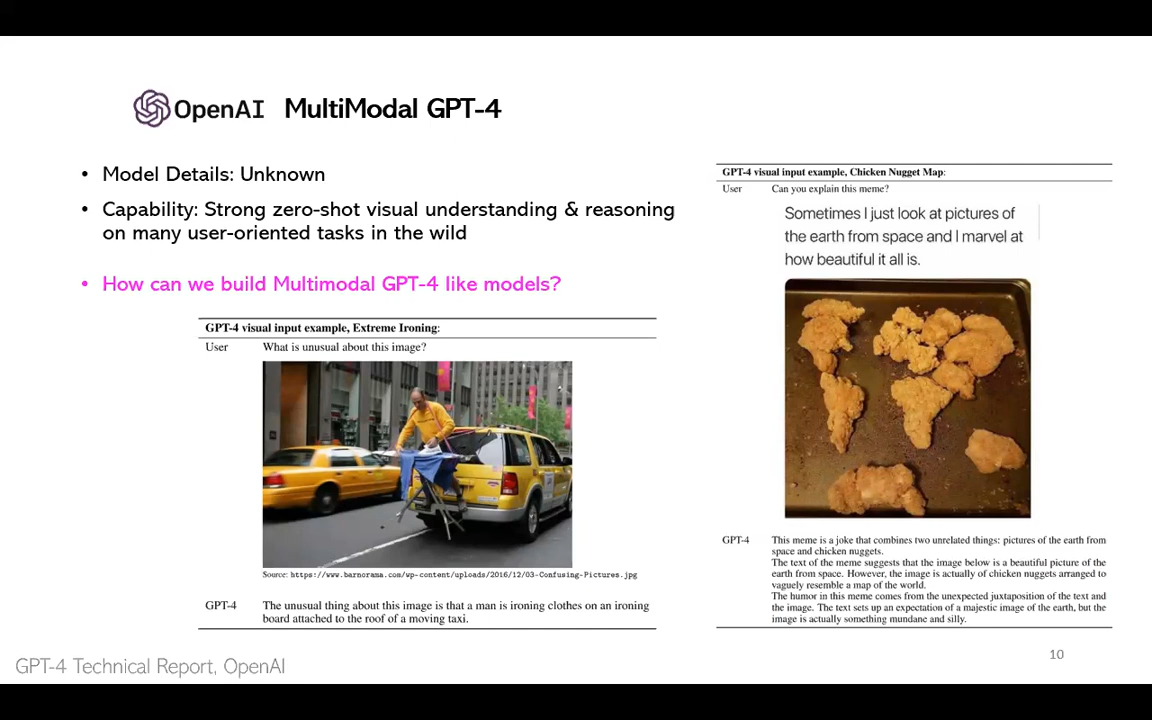 OpenAI MultiModal GPT-4
• Model Details: Unknown
• Capability: Strong zero-shot visual understanding & reasoning
on many user-oriented tasks in the wild
• How can we build Multimodal GPT-4 like models?
GPT-4 visual input example, Extreme Ironing:
User What is unusual about this image?
Source: https://www.barnorama.com/wp-content/uploads/2016/12/03-Confusing-Pictures.jpg
GPT-4 The unusual thing about this image is that a man is ironing clothes on an ironing
board attached to the roof of a moving taxi.
GPT-4 visual input example, Chicken Nugget Map:
User Can you explain this meme?
Sometimes I just look at pictures of
the earth from space and I marvel at
how beautiful it all is.
GPT-4 This meme is a joke that combines two unrelated things: pictures of the earth from
space and chicken nuggets.
The text of the meme suggests that the image below is a beautiful picture of the
earth from space. However, the image is actually of chicken nuggets arranged to
vaguely resemble a map of the world.
The humor in this meme comes from the unexpected juxtaposition of the text and
the image. The text sets up an expectation of a majestic image of the earth, but the
image is actually something mundane and silly.
GPT-4 Technical Report, OpenAI
10